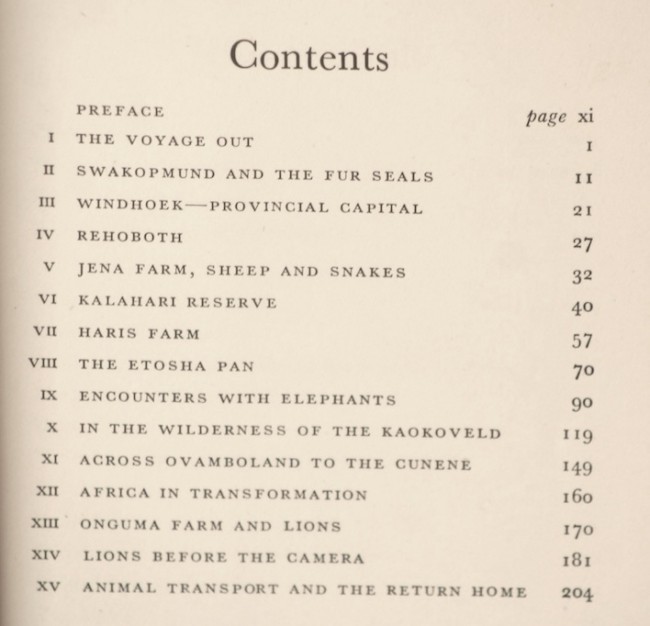 Contents
PREFACE page xi
I THE VOYAGE OUT 1
II SWAKOPMUND AND THE FUR SEALS 11
III WINDHOEK—PROVINCIAL CAPITAL 21
IV REHOBOTH 27
V JENA FARM, SHEEP AND SNAKES 32
VI KALAHARI RESERVE 40
VII HARIS FARM 57
VIII THE ETOSHA PAN 70
IX ENCOUNTERS WITH ELEPHANTS 90
X IN THE WILDERNESS OF THE KAOKOVELD 119
XI ACROSS OVAMBOLAND TO THE CUNENE 149
XII AFRICA IN TRANSFORMATION 160
XIII ONGUMA FARM AND LIONS 170
XIV LIONS BEFORE THE CAMERA 181
XV ANIMAL TRANSPORT AND THE RETURN HOME 204